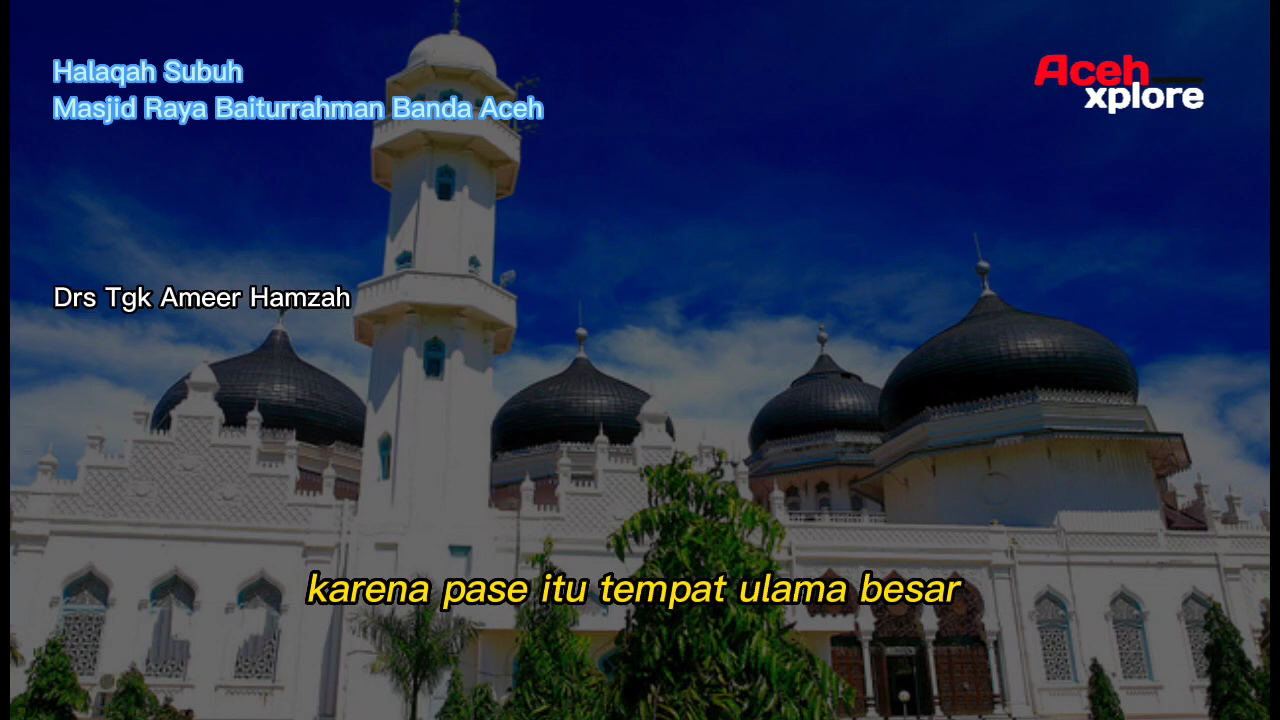 Halaqah Subuh
Masjid Raya Baiturrahman Banda Aceh
Aceh
xplore
Drs Tgk Ameer Hamzah
karena pase itu tempat ulama besar